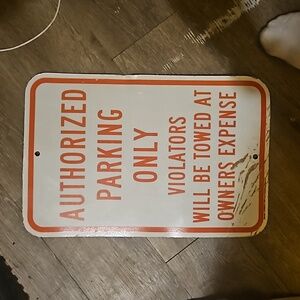 AUTHORIZED
PARKING
ONLY
VIOLATORS
WILL BE TOWED AT
OWNERS EXPENSE